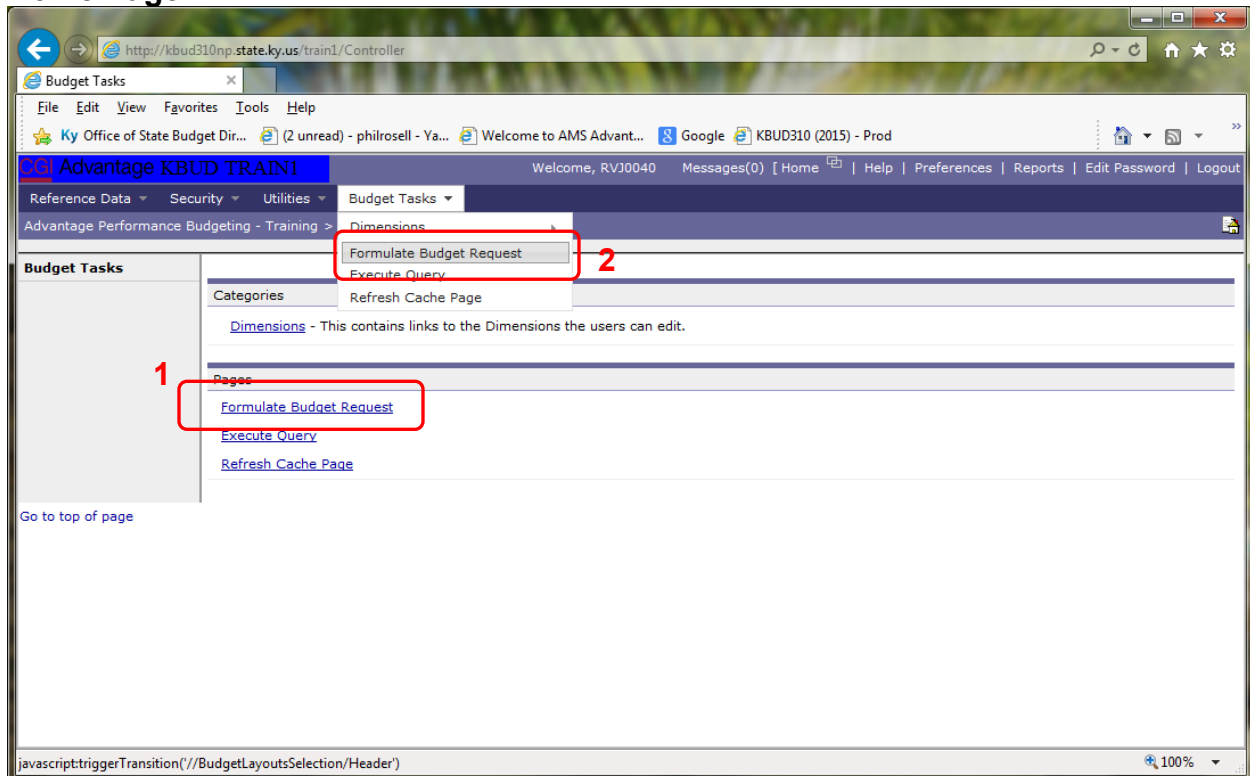 http://kbud310np.state.ky.us/train1/Controller
Budget Tasks
File Edit View Favorites Tools Help
Ky Office of State Budget Dir... (2 unread) - philrosell - Ya... Welcome to AMS Advant... Google KBUD310 (2015) - Prod
CGI Advantage KBUD TRAIN1 Welcome, RVJ0040 Messages(0) [ Home | Help | Preferences | Reports | Edit Password | Logout
Reference Data Security Utilities Budget Tasks
Advantage Performance Budgeting - Training > Dimensions
Formulate Budget Request 2
Budget Tasks
Execute Query
Categories Refresh Cache Page
Dimensions - This contains links to the Dimensions the users can edit.
1
Pages
Formulate Budget Request
Execute Query
Refresh Cache Page
Go to top of page
javascript:triggerTransition('//BudgetLayoutsSelection/Header') 100%